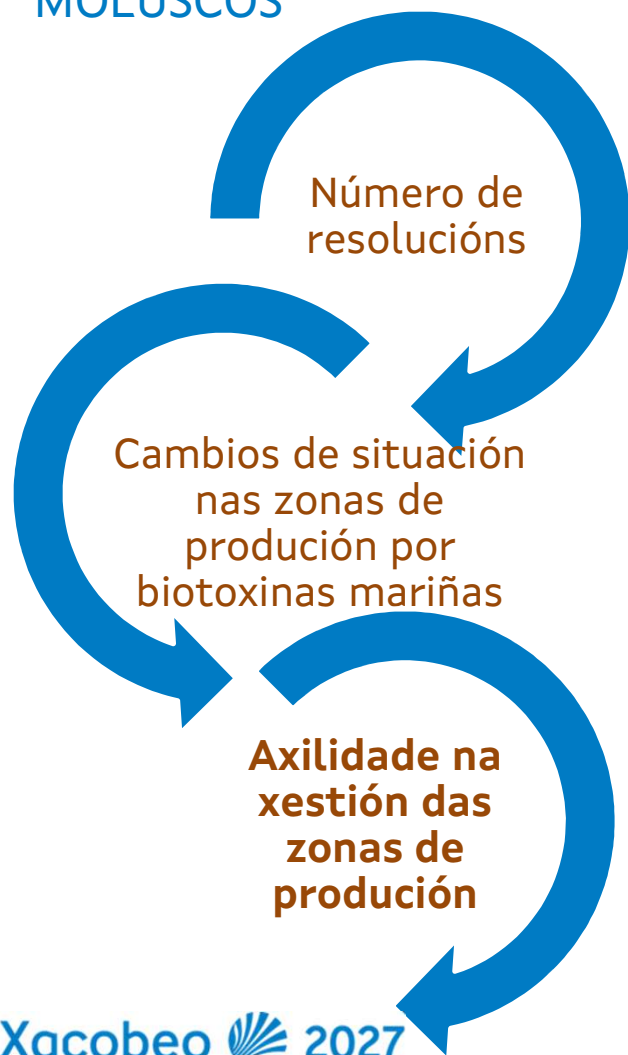 MOLUSCOS
Número de
resolucións
Cambios de situación
nas zonas de
produción por
biotoxinas mariñas
Axilidade na
xestión das
zonas de
produción
Xacobeo 2027